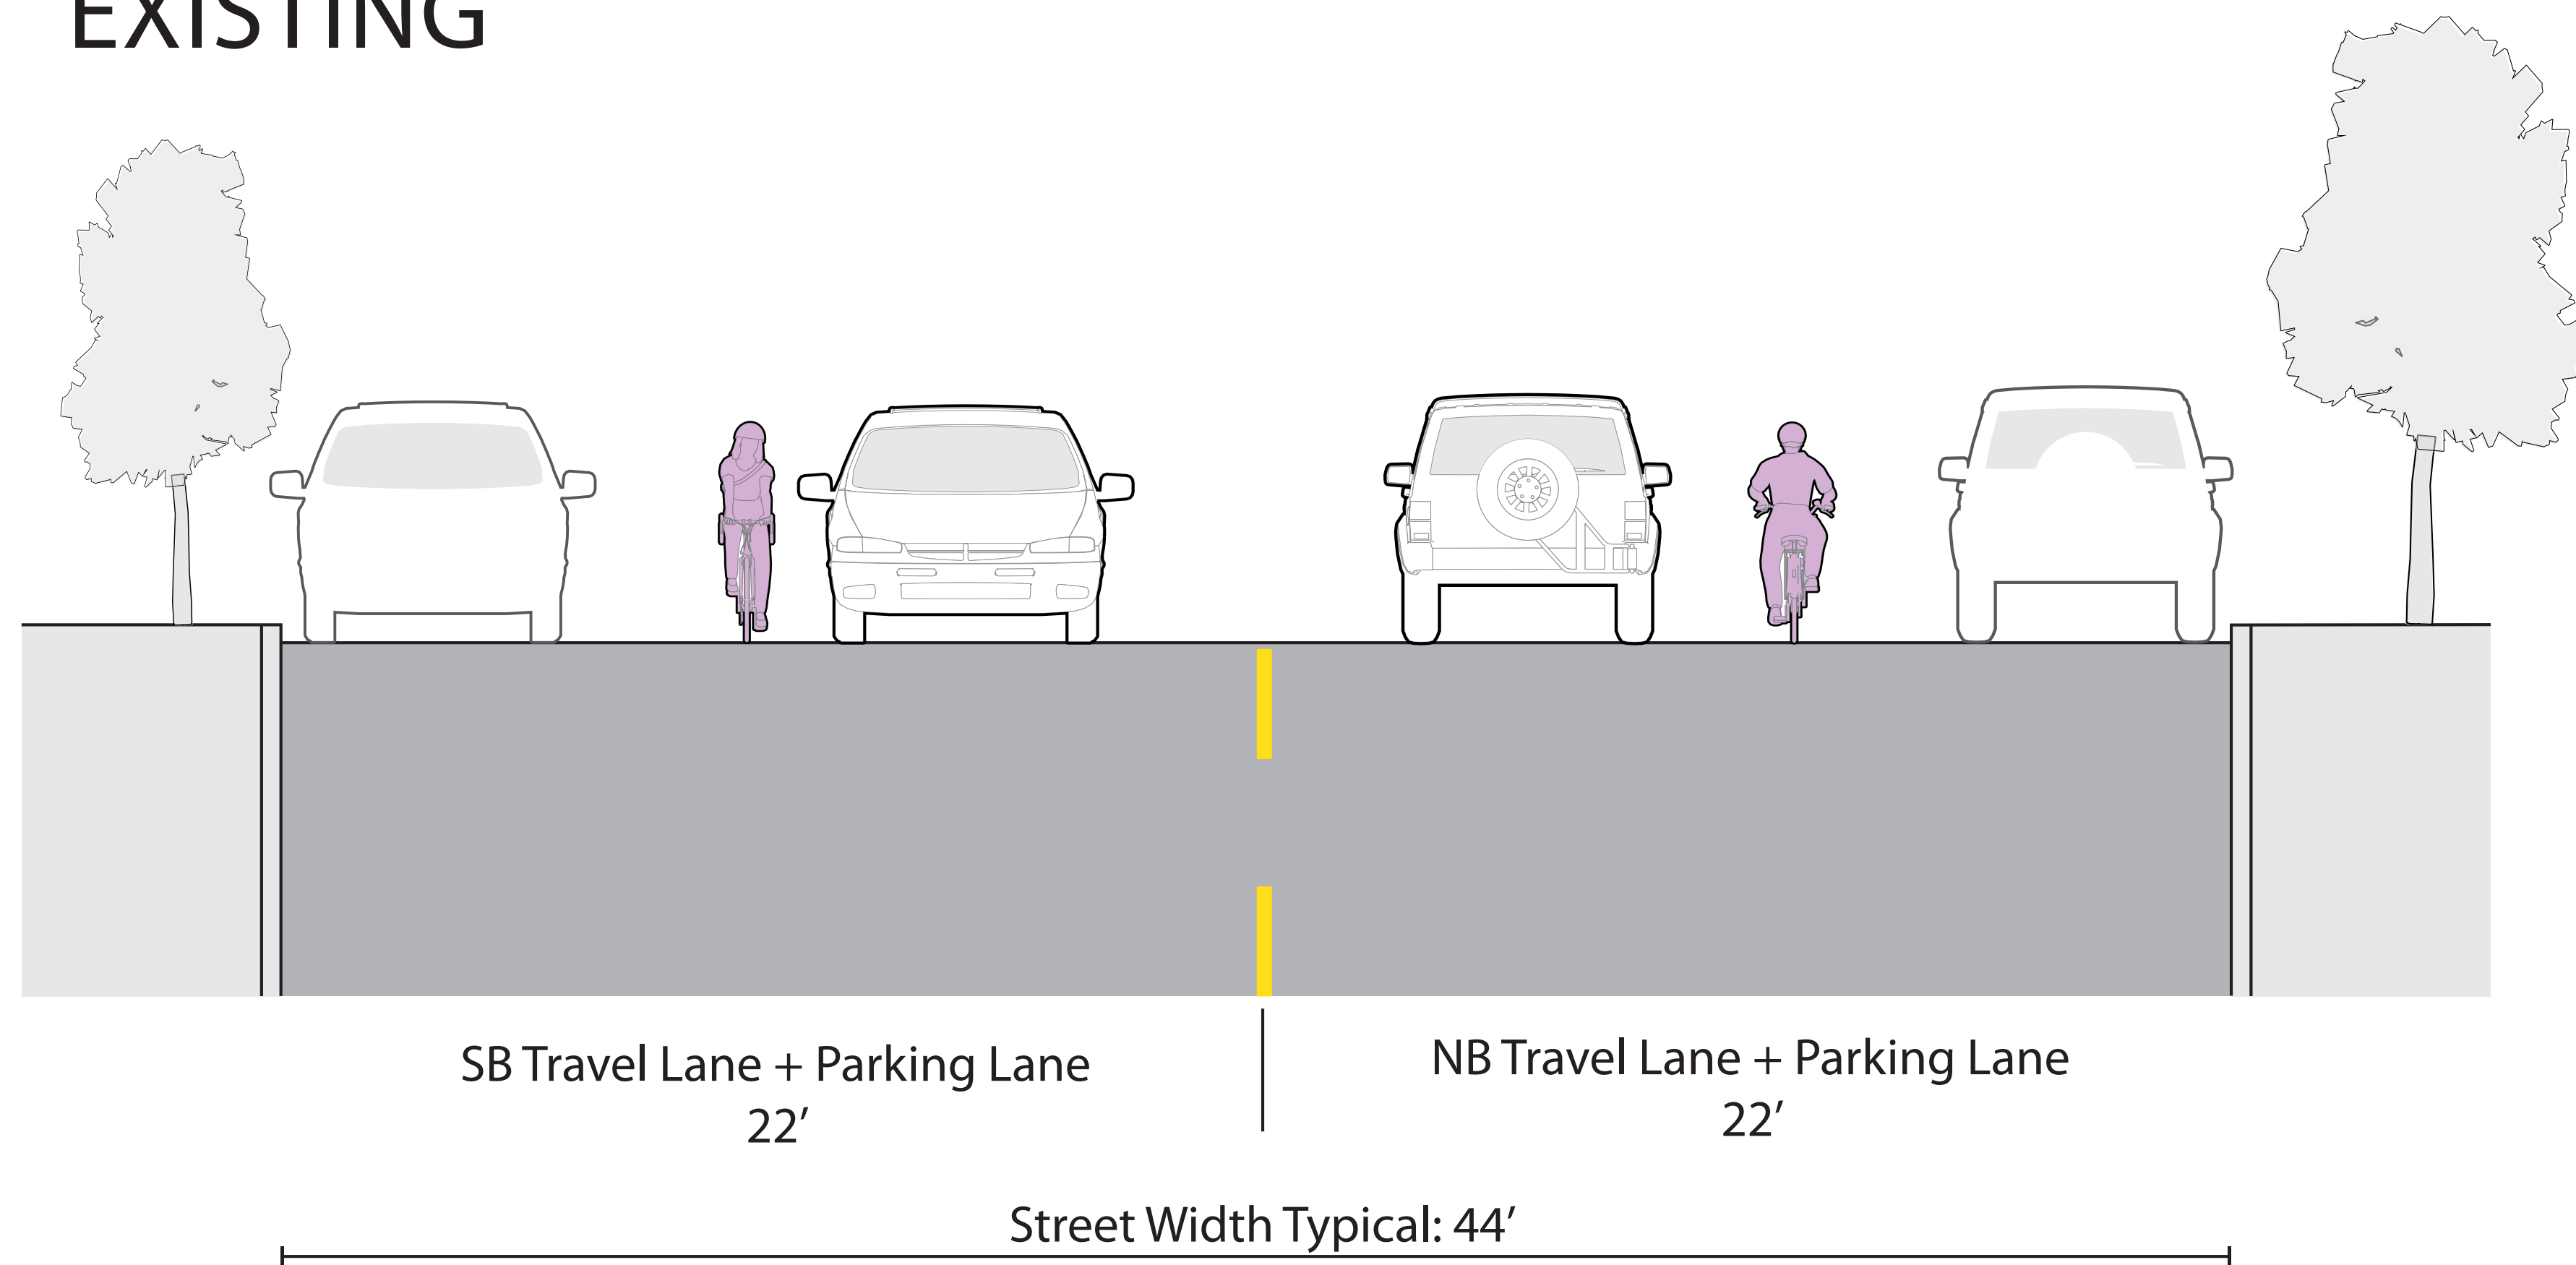 EXISTING
SB Travel Lane + Parking Lane
22’
NB Travel Lane + Parking Lane
22’
Street Width Typical: 44’